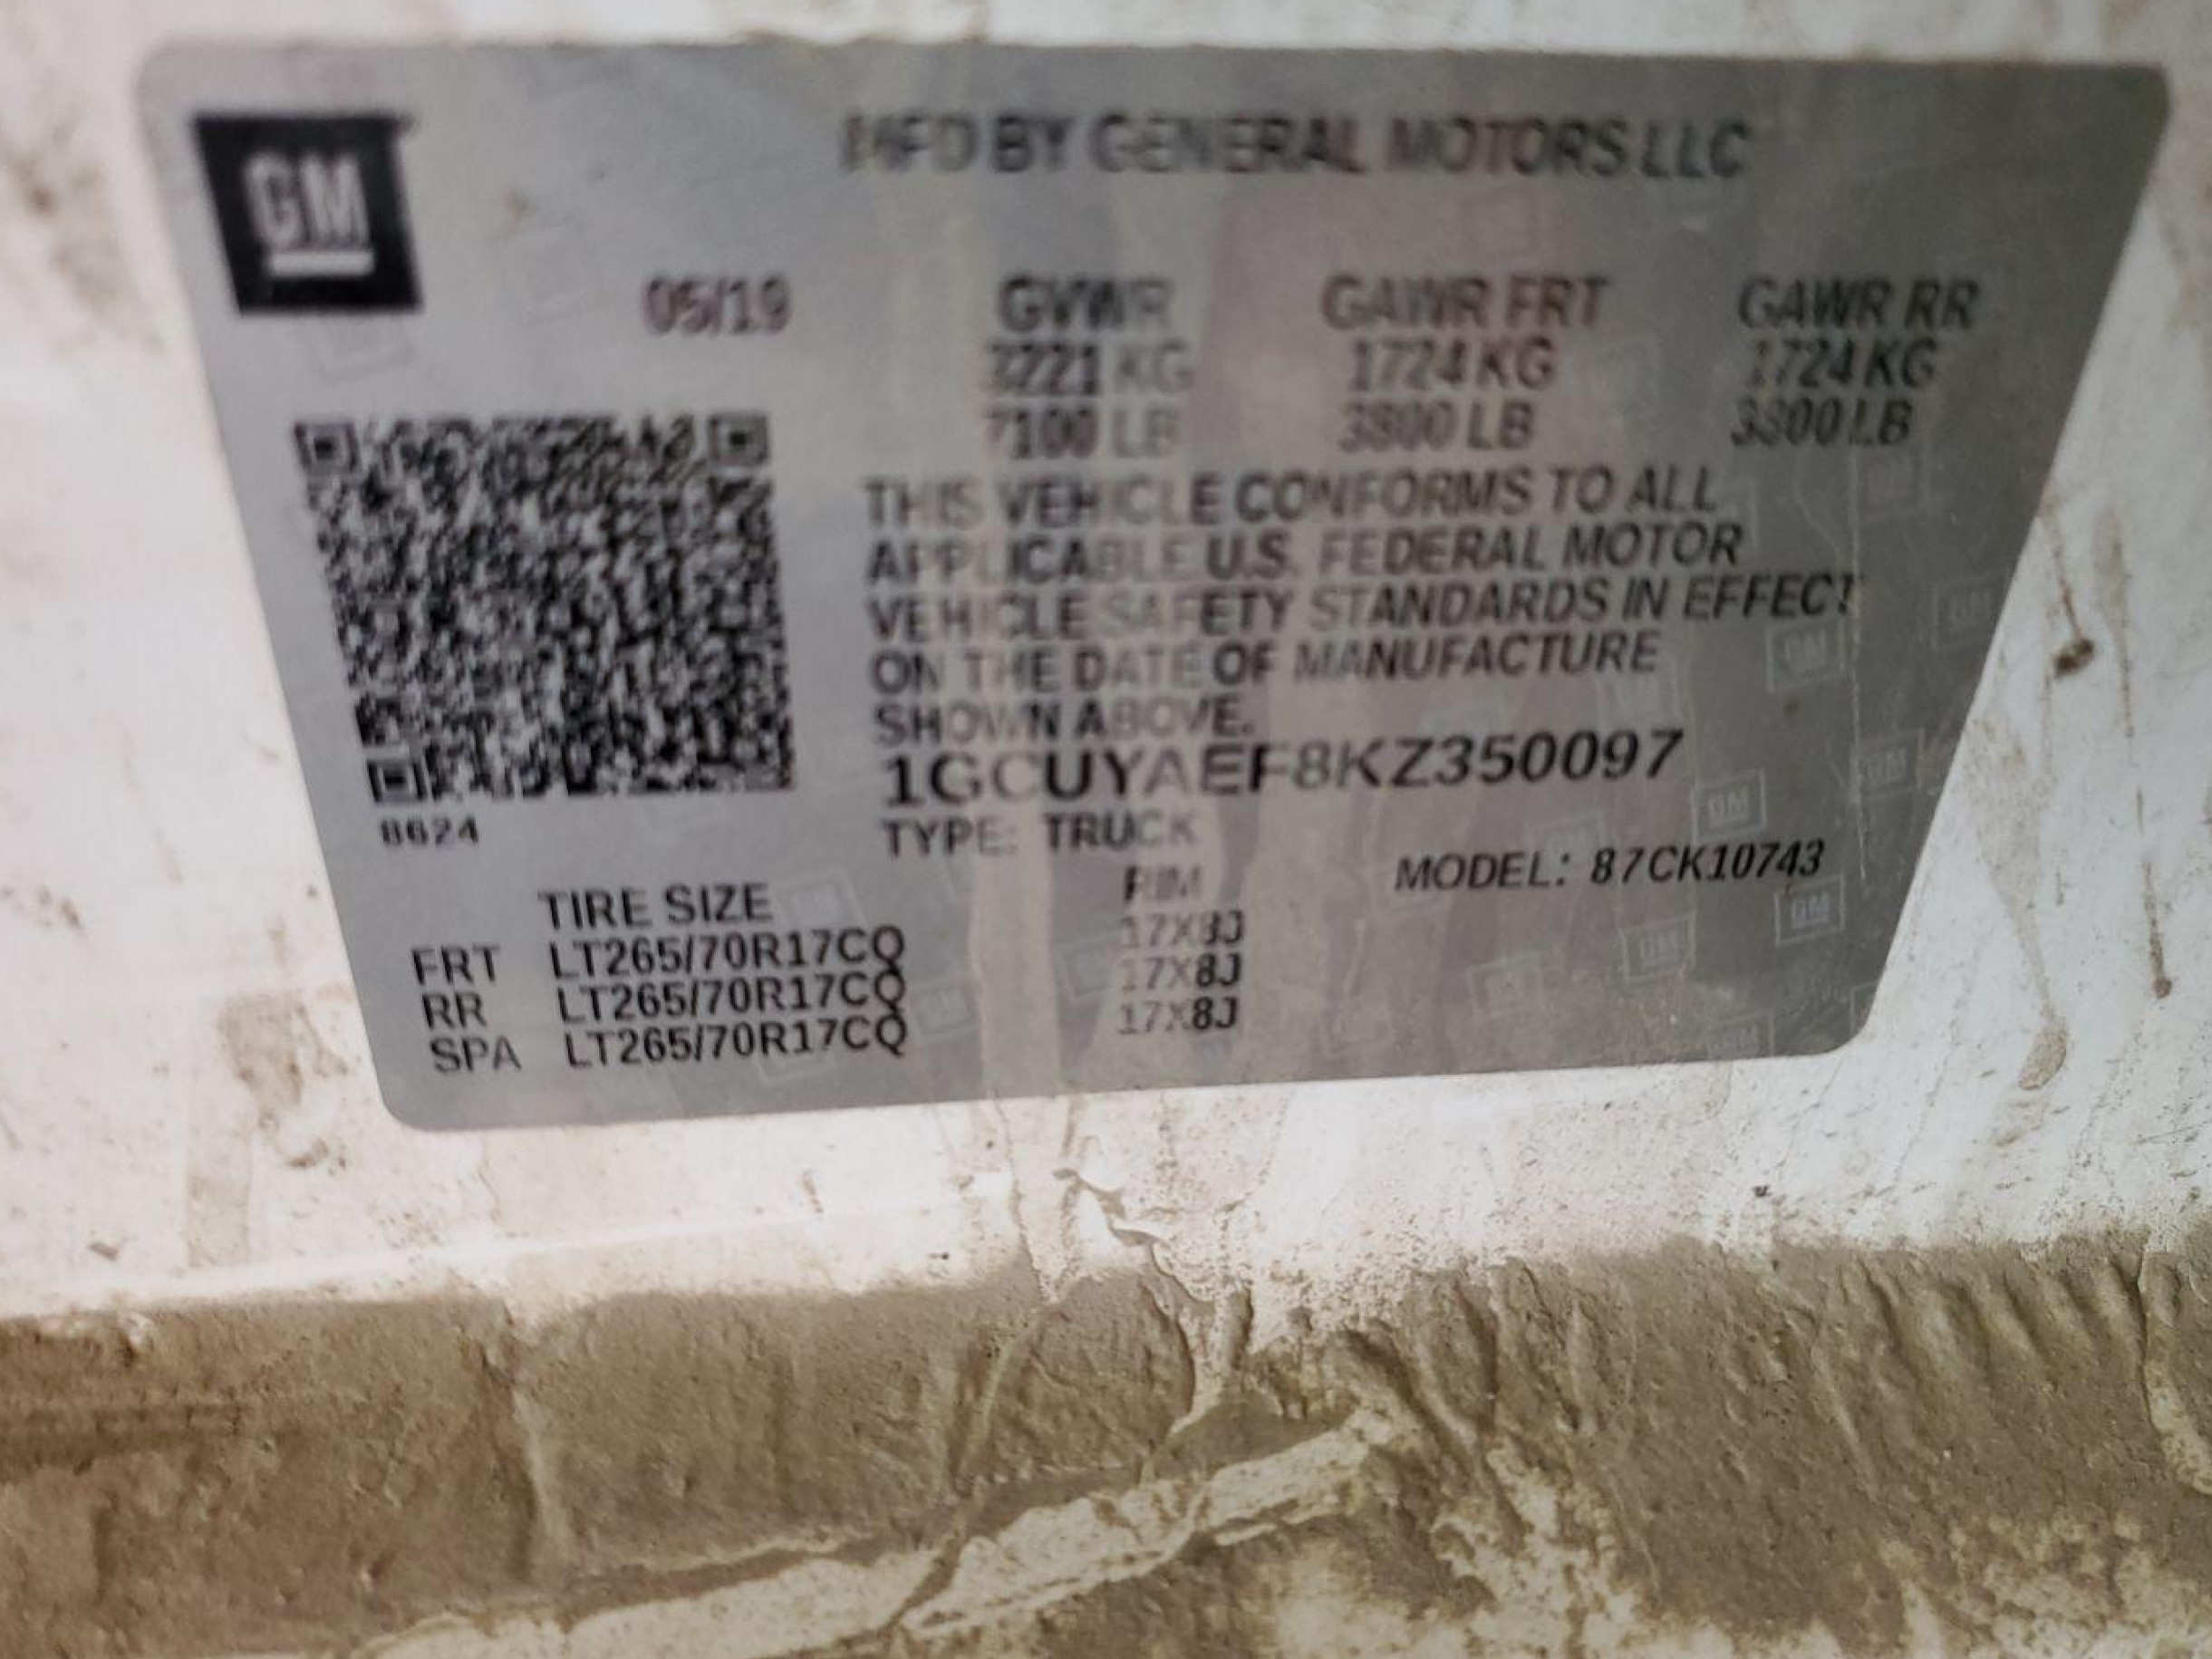 GM
MFD BY GENERAL MOTORS LLC
05/19 GVWR GAWR FRT GAWR RR
3221 KG 1724 KG 1724 KG
7100 LB 3800 LB 3800 LB
THIS VEHICLE CONFORMS TO ALL
APPLICABLE U.S. FEDERAL MOTOR
VEHICLE SAFETY STANDARDS IN EFFECT
ON THE DATE OF MANUFACTURE
SHOWN ABOVE.
1GCUYAEF8KZ350097
8624
TYPE: TRUCK
MODEL: 87CK10743
TIRE SIZE RIM
FRT LT265/70R17CQ 17X8J
RR LT265/70R17CQ 17X8J
SPA LT265/70R17CQ 17X8J